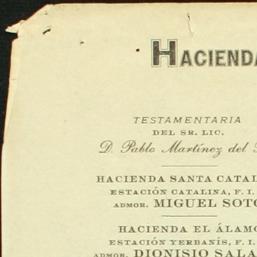 HACIENDA
TESTAMENTARIA
DEL SR. LIC.
D. Pablo Martínez del
HACIENDA SANTA CATAL
ESTACIÓN CATALINA, F. I.
ADMOR. MIGUEL SOTO
HACIENDA EL ÁLAMO
ESTACIÓN YERBANÍS, F. I.
ADMOR. DIONISIO SALA